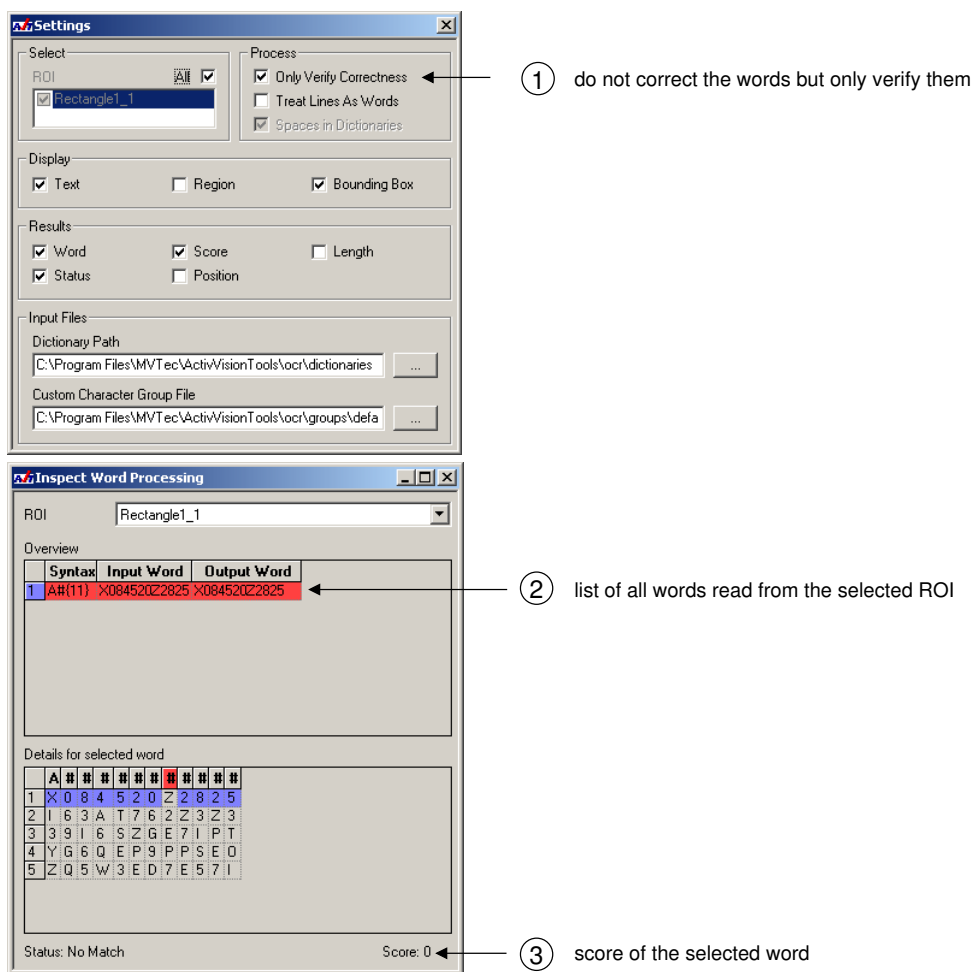 Settings
Select
ROI All
Rectangle1_1
Process
Only Verify Correctness
Treat Lines As Words
Spaces in Dictionaries
① do not correct the words but only verify them
Display
Text Region Bounding Box
Results
Word Score Length
Status Position
Input Files
Dictionary Path
C:\Program Files\MVTec\ActivVisionTools\ocr\dictionaries ...
Custom Character Group File
C:\Program Files\MVTec\ActivVisionTools\ocr\groups\defa ...
Inspect Word Processing
ROI Rectangle1_1
Overview
Syntax Input Word Output Word
1 A#{11} X084520Z2825 X084520Z2825
② list of all words read from the selected ROI
Details for selected word
A # # # # # # # # # # #
1 X 0 8 4 5 2 0 Z 2 8 2 5
2 I 6 3 A T 7 6 2 Z 3 Z 3
3 3 9 I 6 S Z G E 7 I P T
4 Y G 6 Q E P 9 P P S E 0
5 Z Q 5 W 3 E D 7 E 5 7 I
Status: No Match Score: 0
③ score of the selected word